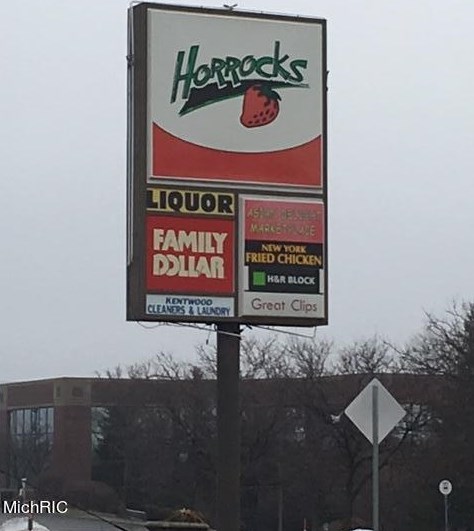 HORROCKS
LIQUOR
FAMILY
DOLLAR
KENTWOOD
CLEANERS & LAUNDRY
MARKETPLACE
NEW YORK
FRIED CHICKEN
H&R BLOCK
Great Clips
MichRIC